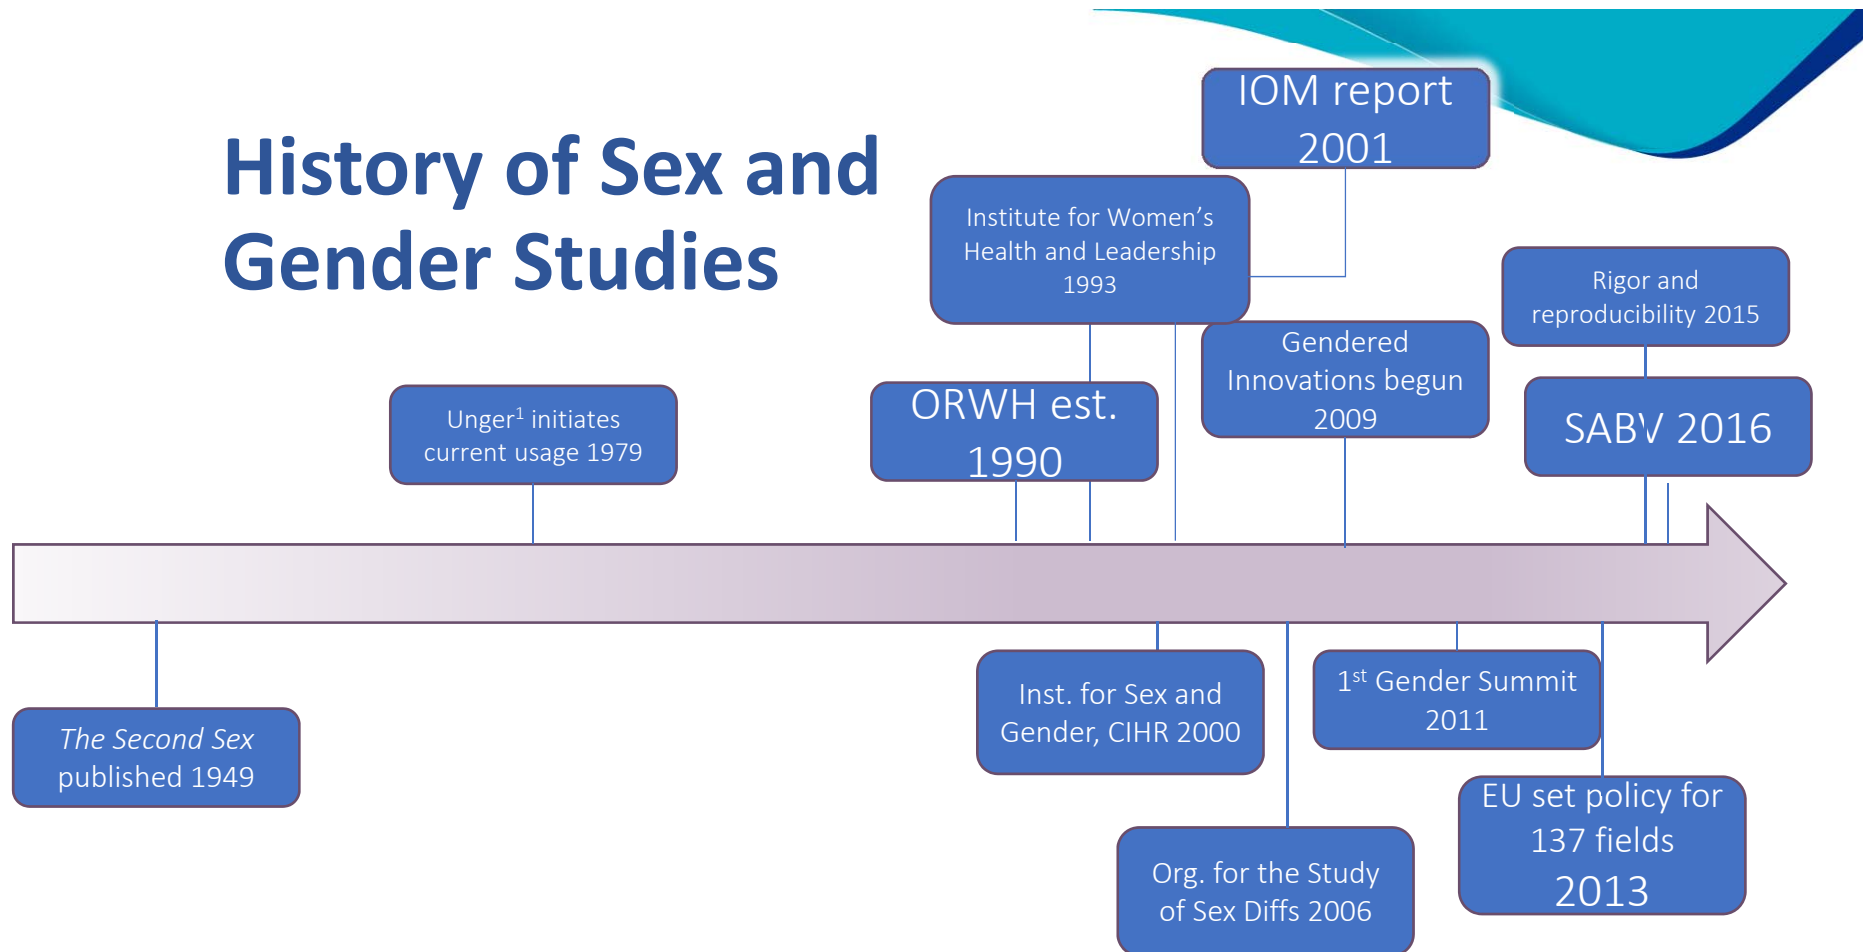 History of Sex and
Gender Studies
IOM report
2001
Institute for Women’s
Health and Leadership
1993
Rigor and
reproducibility 2015
Gendered
Innovations begun
2009
Unger¹ initiates
current usage 1979
ORWH est.
1990
SABV 2016
The Second Sex
published 1949
Inst. for Sex and
Gender, CIHR 2000
1st Gender Summit
2011
EU set policy for
137 fields
2013
Org. for the Study
of Sex Diffs 2006